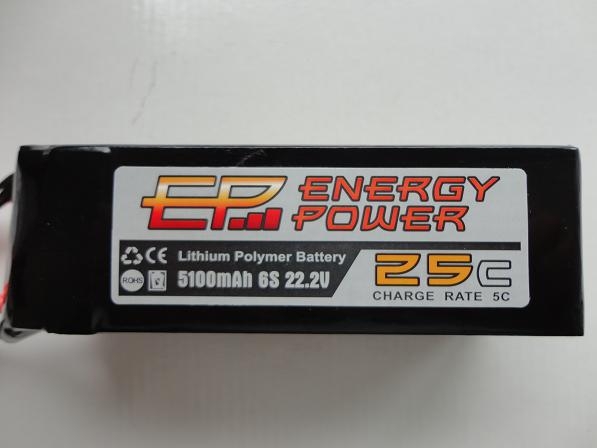 EP ENERGY
POWER
CE Lithium Polymer Battery
ROHS 5100mAh 6S 22.2V
25C
CHARGE RATE 5C